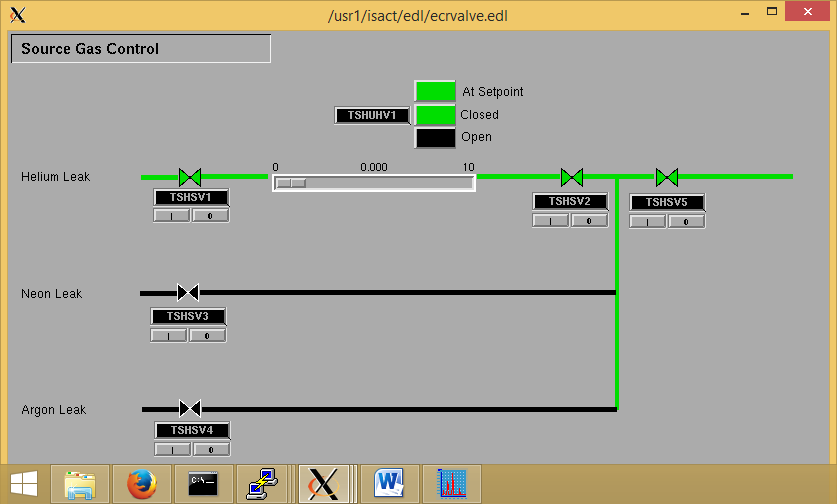 /usr1/isact/edl/ecrvalve.edl
Source Gas Control
At Setpoint
TSHUHV1 Closed
Open
0 0.000 10
Helium Leak
TSHSV1 TSHSV2 TSHSV5
| 0 | 0 | 0
Neon Leak
TSHSV3
| 0
Argon Leak
TSHSV4
| 0
C:\_
W